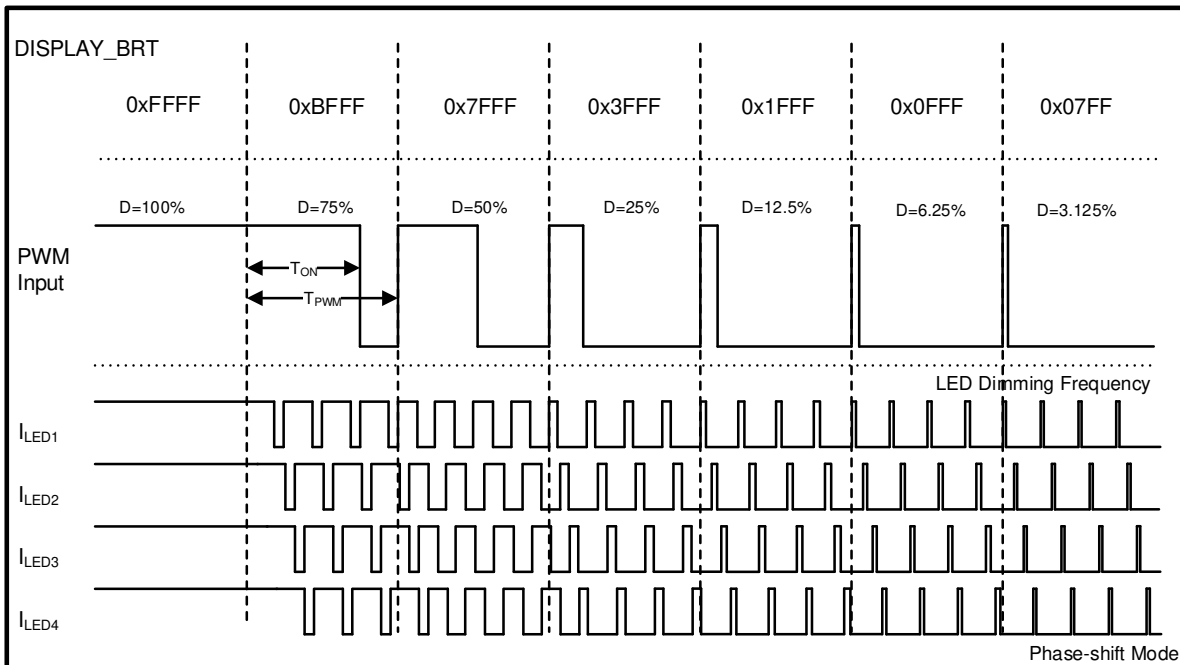 DISPLAY_BRT
0xFFFF 0xBFFF 0x7FFF 0x3FFF 0x1FFF 0x0FFF 0x07FF
D=100% D=75% D=50% D=25% D=12.5% D=6.25% D=3.125%
PWM
Input
TON
TPWM
LED Dimming Frequency
ILED1
ILED2
ILED3
ILED4
Phase-shift Mode